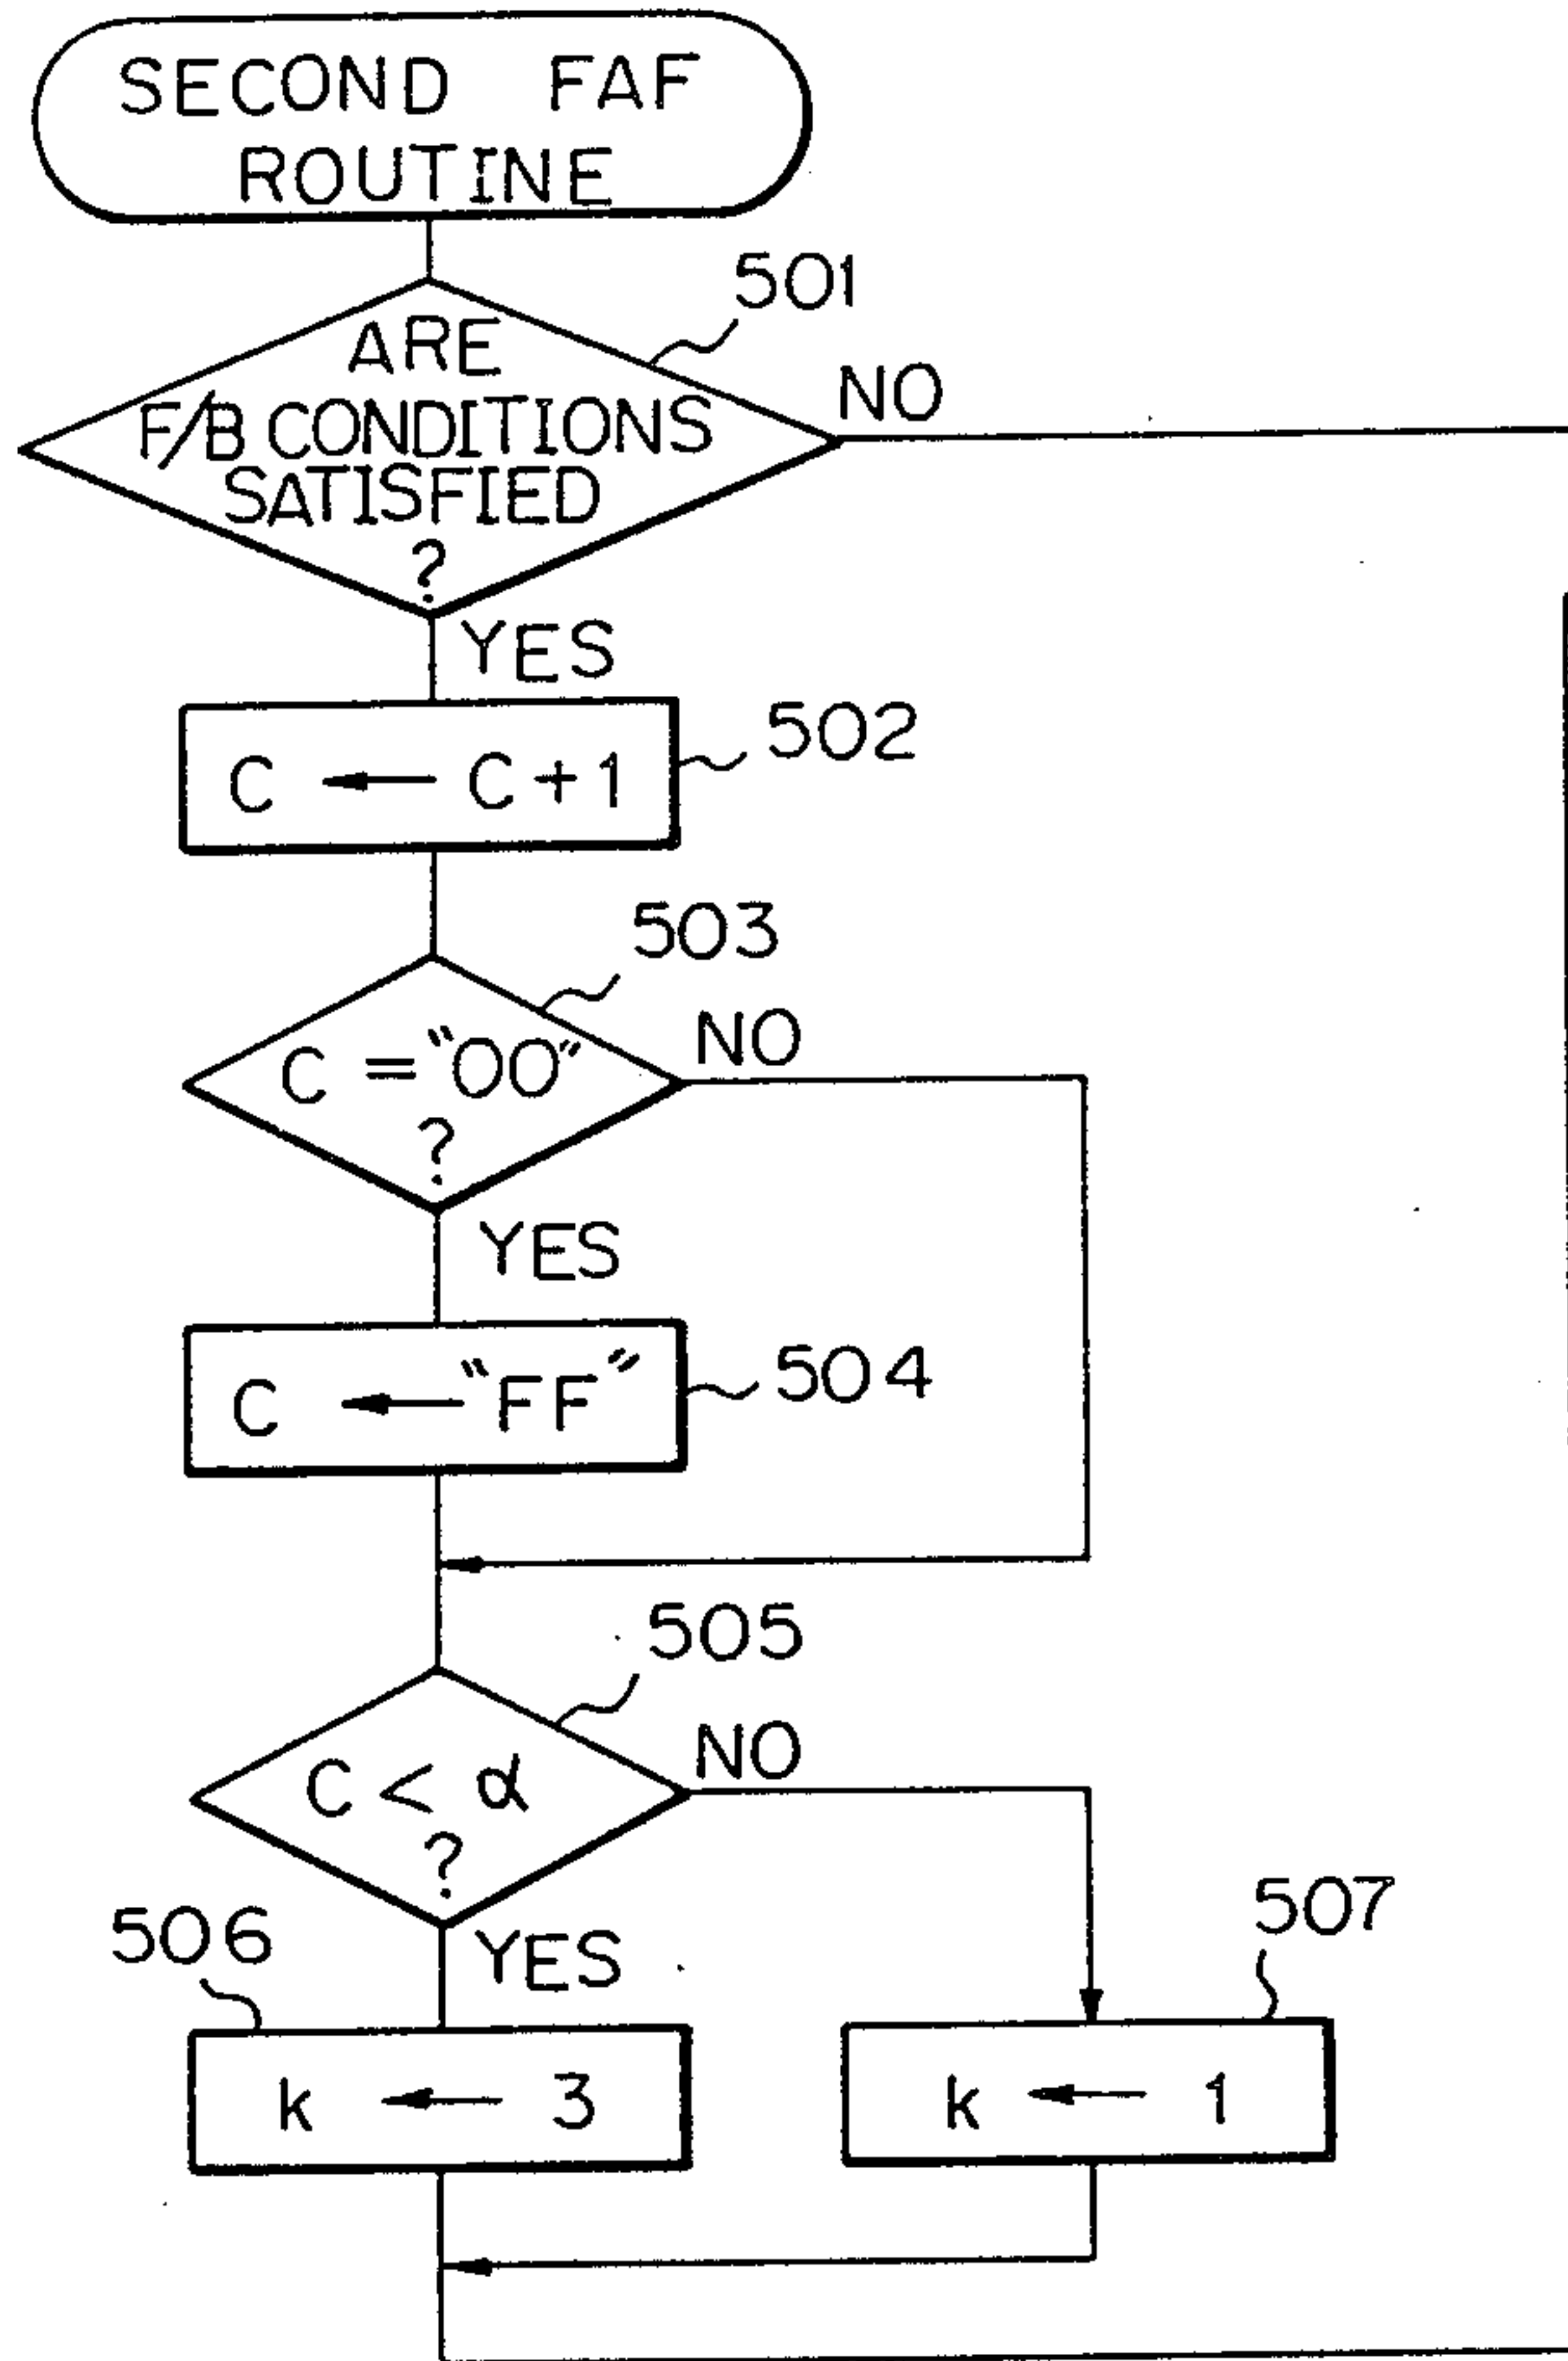 SECOND FAF
ROUTINE
501
ARE
F/B CONDITIONS
SATISFIED
?
NO
YES
502
C ← C+1
503
C = "00"
?
NO
YES
504
C ← "FF"
505
C < α
?
NO
YES
506
k ← 3
507
k ← 1